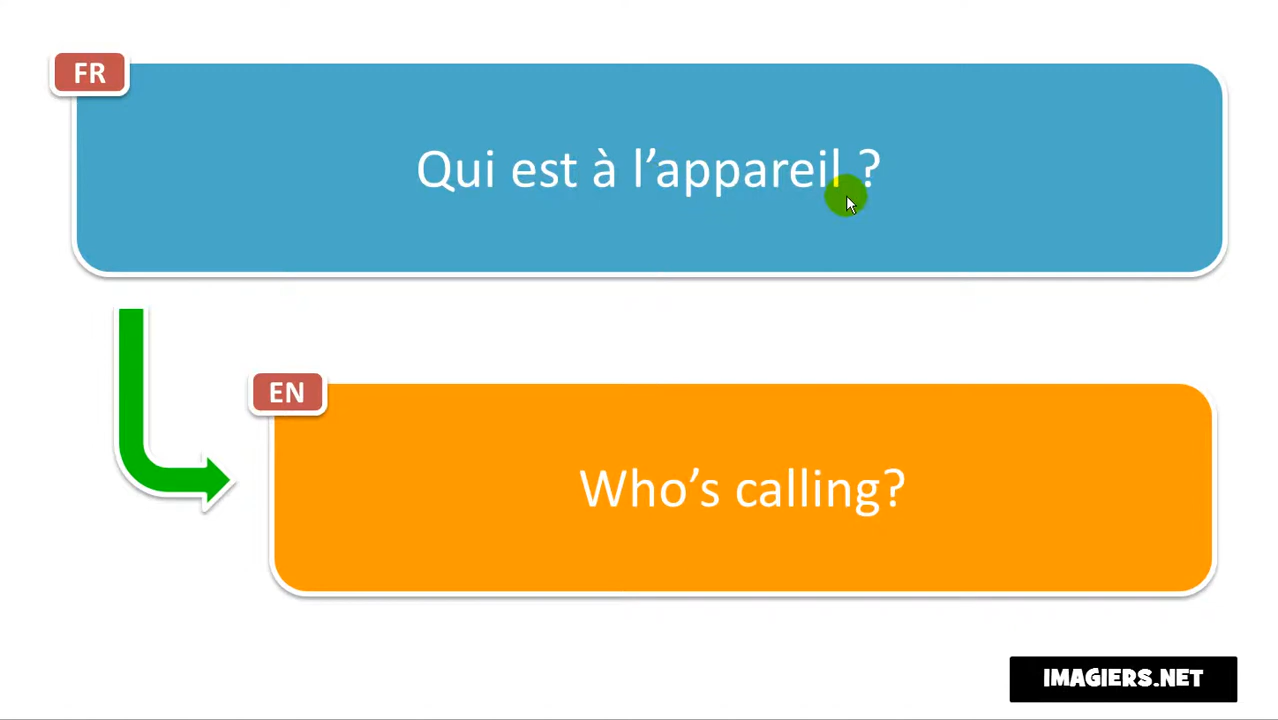 FR
Qui est à l’appareil ?
EN
Who’s calling?
IMAGIERS.NET